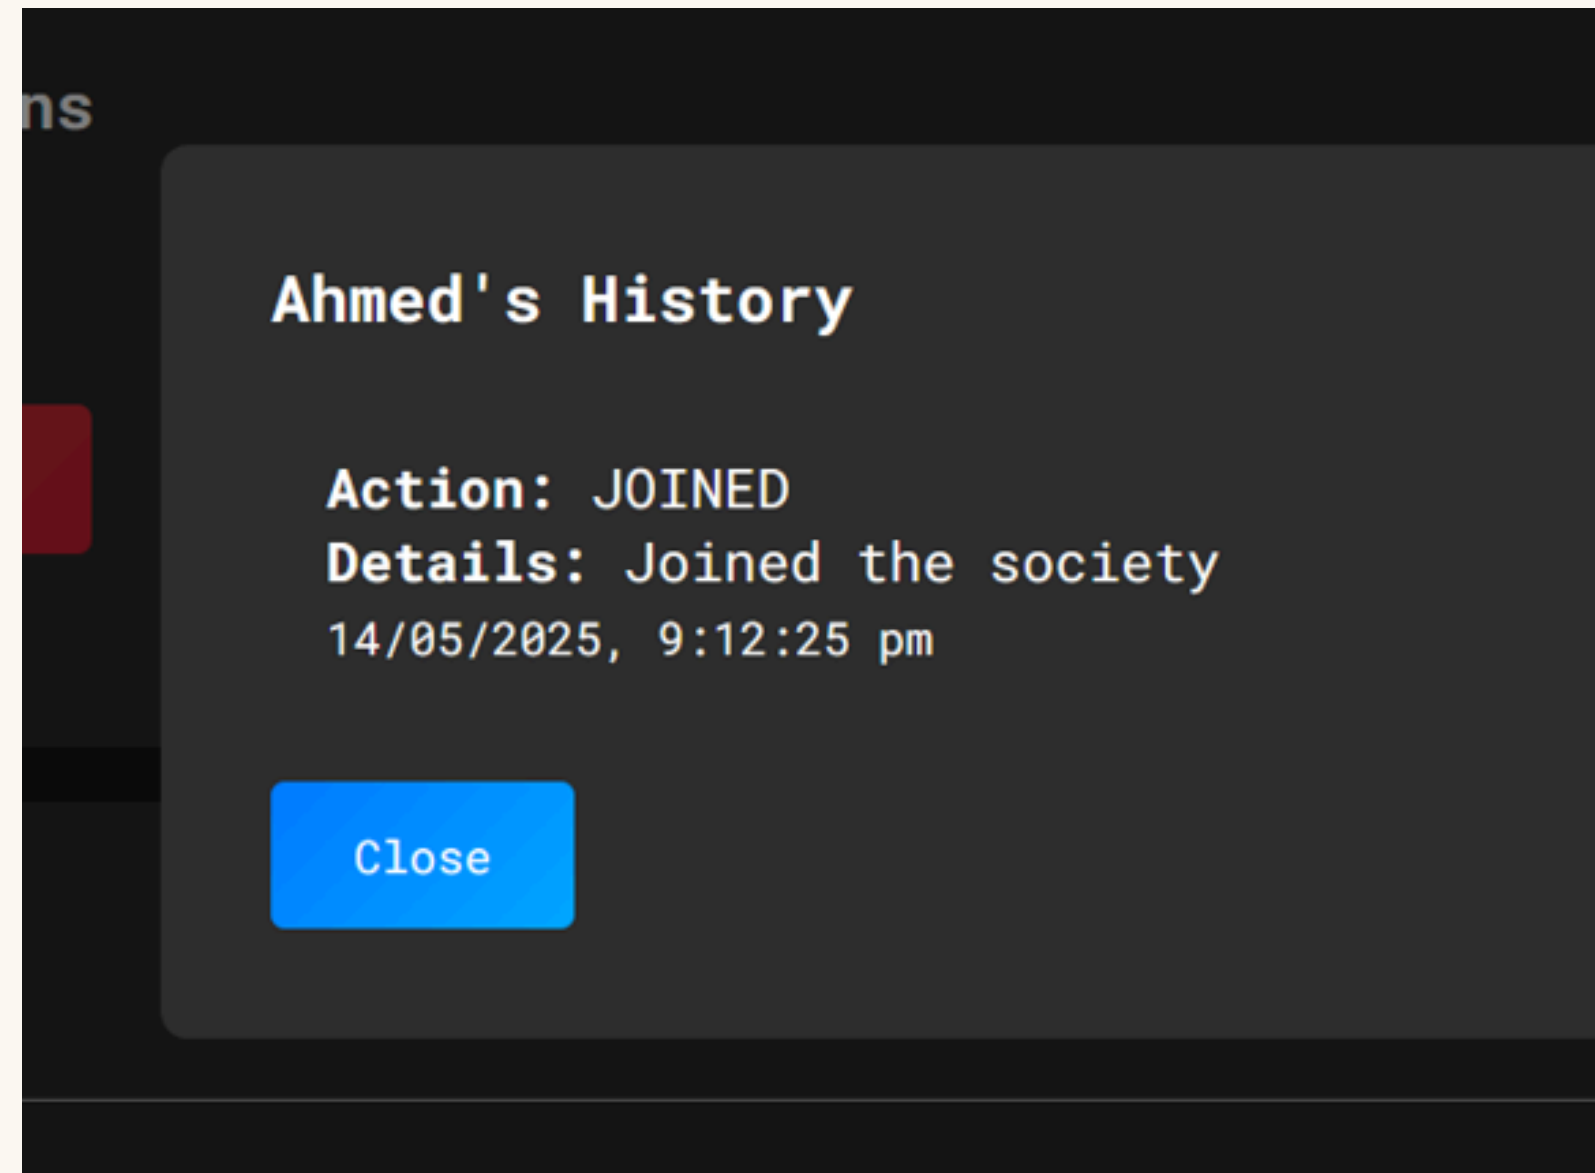 ns
Ahmed's History
Action: JOINED
Details: Joined the society
14/05/2025, 9:12:25 pm
Close